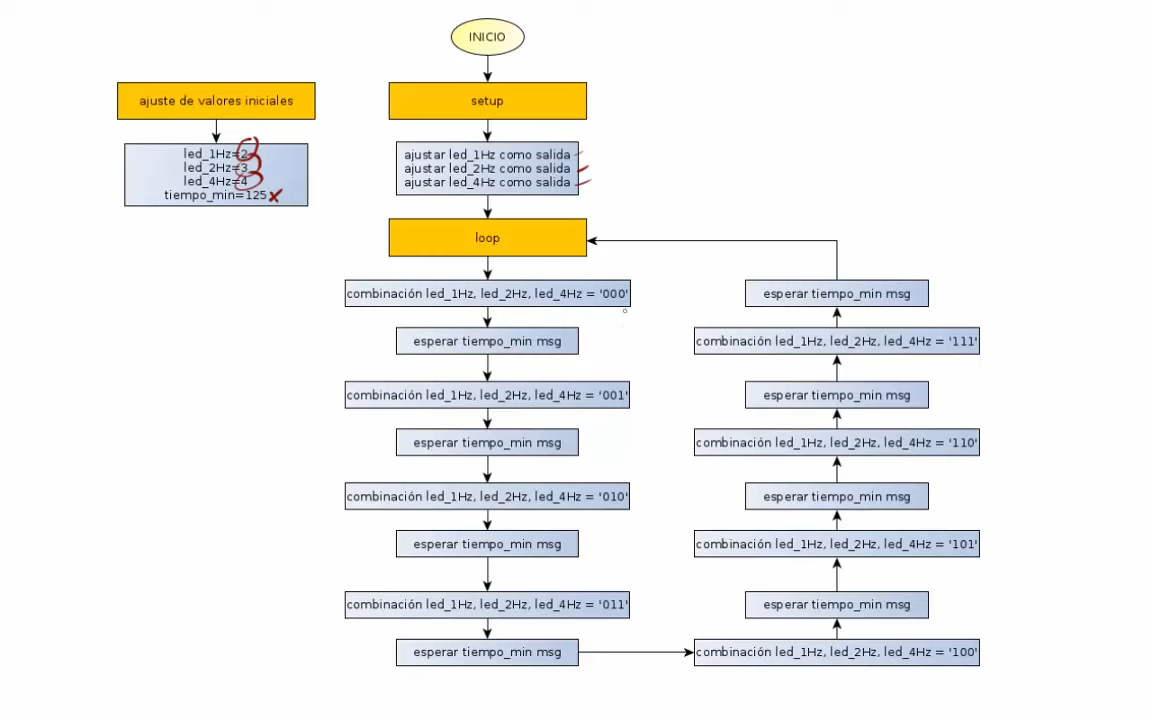 INICIO
ajuste de valores iniciales
led_1Hz=2
led_2Hz=3
led_4Hz=4
tiempo_min=125
setup
ajustar led_1Hz como salida
ajustar led_2Hz como salida
ajustar led_4Hz como salida
loop
combinación led_1Hz, led_2Hz, led_4Hz = '000'
esperar tiempo_min msg
combinación led_1Hz, led_2Hz, led_4Hz = '001'
esperar tiempo_min msg
combinación led_1Hz, led_2Hz, led_4Hz = '010'
esperar tiempo_min msg
combinación led_1Hz, led_2Hz, led_4Hz = '011'
esperar tiempo_min msg
combinación led_1Hz, led_2Hz, led_4Hz = '100'
esperar tiempo_min msg
combinación led_1Hz, led_2Hz, led_4Hz = '101'
esperar tiempo_min msg
combinación led_1Hz, led_2Hz, led_4Hz = '110'
esperar tiempo_min msg
combinación led_1Hz, led_2Hz, led_4Hz = '111'
esperar tiempo_min msg